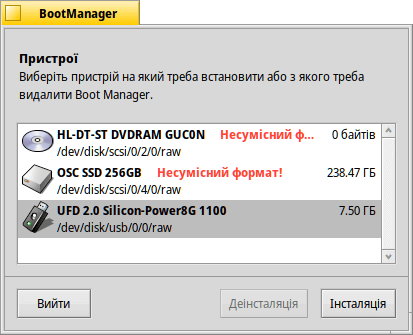 BootManager
Пристрої
Виберіть пристрій на який треба встановити або з якого треба
видалити Boot Manager.
HL-DT-ST DVDRAM GUC0N Несумісний ф... 0 байтів
/dev/disk/scsi/0/2/0/raw
OSC SSD 256GB Несумісний формат! 238.47 ГБ
/dev/disk/scsi/0/4/0/raw
UFD 2.0 Silicon-Power8G 1100 7.50 ГБ
/dev/disk/usb/0/0/raw
Вийти Деінсталяція Інсталяція